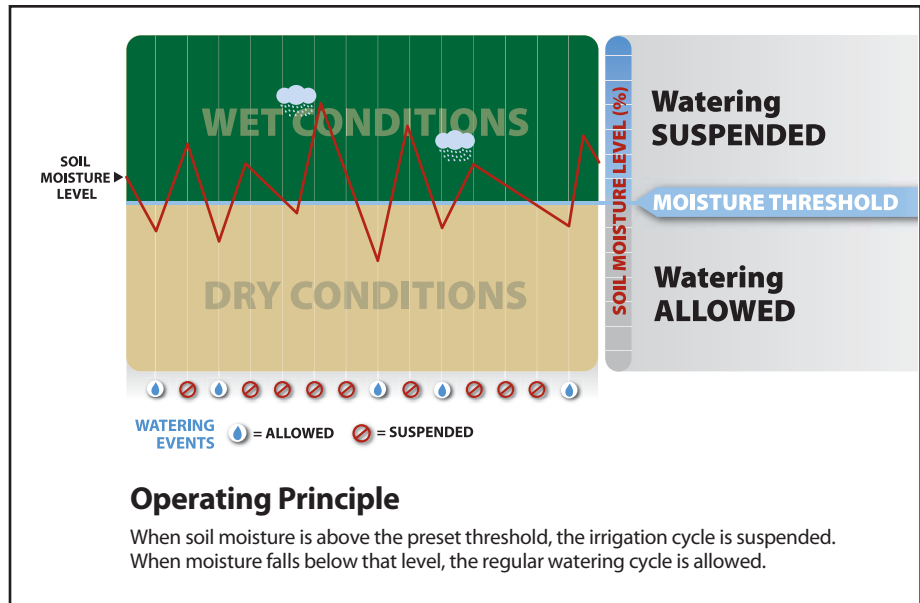 WET CONDITIONS
DRY CONDITIONS
SOIL
MOISTURE
LEVEL
SOIL MOISTURE LEVEL (%)
Watering
SUSPENDED
MOISTURE THRESHOLD
Watering
ALLOWED
WATERING
EVENTS
= ALLOWED
= SUSPENDED
Operating Principle
When soil moisture is above the preset threshold, the irrigation cycle is suspended.
When moisture falls below that level, the regular watering cycle is allowed.